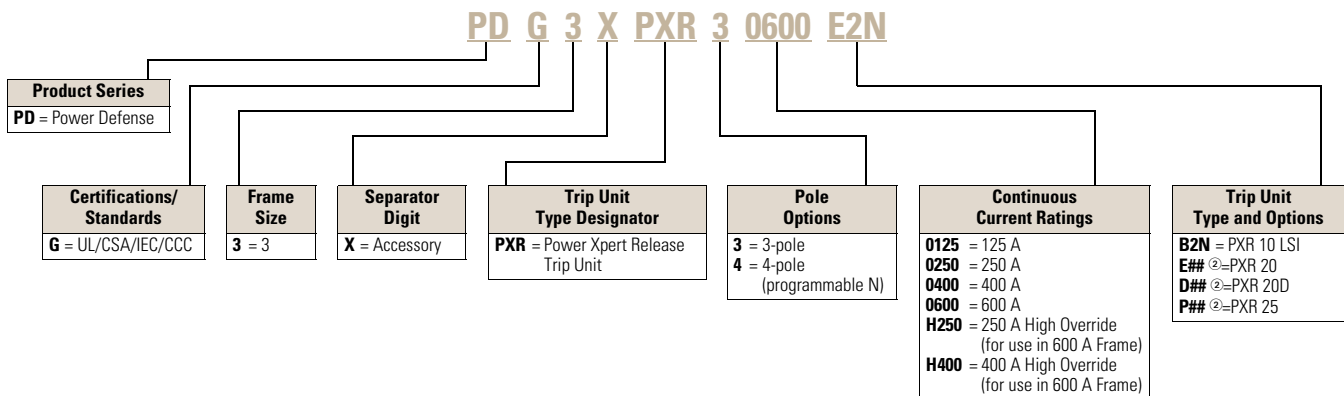 PD G 3 X PXR 3 0600 E2N
Product Series
PD = Power Defense
Certifications/
Standards
G = UL/CSA/IEC/CCC
Frame
Size
3 = 3
Separator
Digit
X = Accessory
Trip Unit
Type Designator
PXR = Power Xpert Release
Trip Unit
Pole
Options
3 = 3-pole
4 = 4-pole
(programmable N)
Continuous
Current Ratings
0125 = 125 A
0250 = 250 A
0400 = 400 A
0600 = 600 A
H250 = 250 A High Override
(for use in 600 A Frame)
H400 = 400 A High Override
(for use in 600 A Frame)
Trip Unit
Type and Options
B2N = PXR 10 LSI
E## ②=PXR 20
D## ②=PXR 20D
P## ②=PXR 25